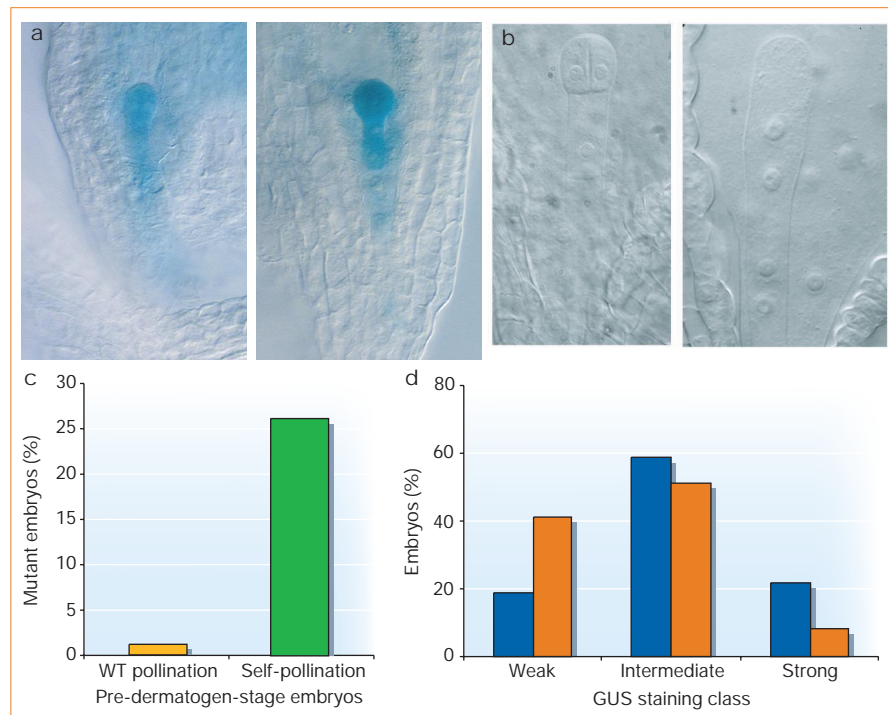 a
b
c
30
25
20
15
10
5
0
Mutant embryos (%)
WT pollination Self-pollination
Pre-dermatogen-stage embryos
d
80
60
40
20
0
Embryos (%)
Weak Intermediate Strong
GUS staining class